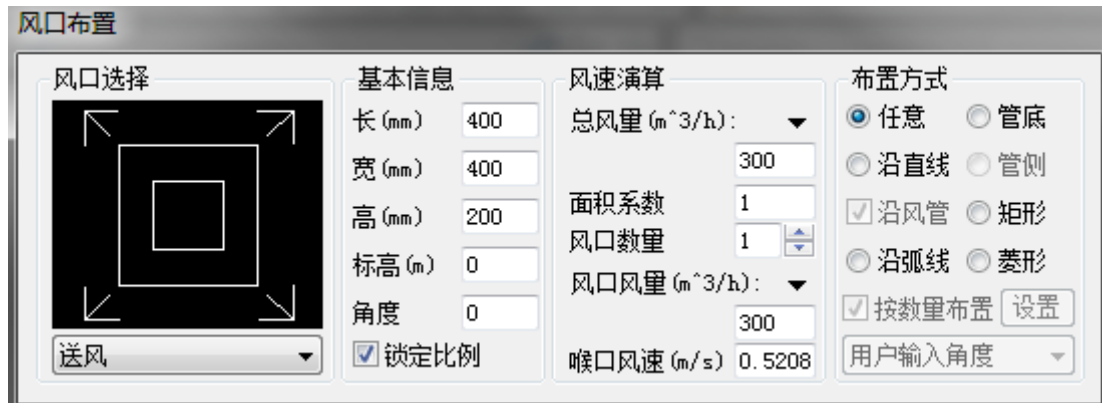 风口布置
风口选择
送风
基本信息
长(mm) 400
宽(mm) 400
高(mm) 200
标高(m) 0
角度 0
锁定比例
风速演算
总风量(m^3/h):
300
面积系数 1
风口数量 1
风口风量(m^3/h):
300
喉口风速(m/s) 0.5208
布置方式
任意 管底
沿直线 管侧
沿风管 矩形
沿弧线 菱形
按数量布置 设置
用户输入角度